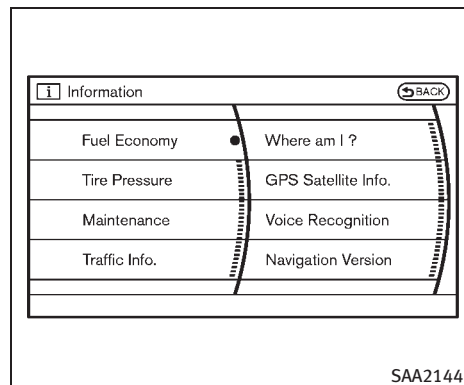 i Information BACK
Fuel Economy Where am I ?
Tire Pressure GPS Satellite Info.
Maintenance Voice Recognition
Traffic Info. Navigation Version
SAA2144